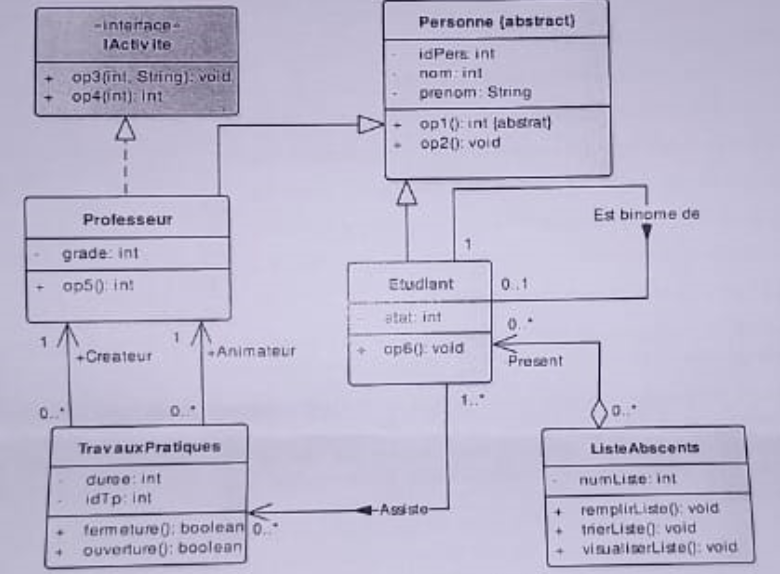 «interface»
IActivite
+ op3(int, String): void
+ op4(int): int
Personne {abstract}
- idPers: int
- nom: int
- prenom: String
+ op1(): int {abstrat}
+ op2(): void
Professeur
- grade: int
+ op5(): int
Est binome de
1
0..1
Etudiant
- etat: int
+ op6(): void
0..*
Present
0..*
1..*
1
+Createur
1
+Animateur
0..*
0..*
TravauxPratiques
- duree: int
- idTp: int
+ fermeture(): boolean
+ ouverture(): boolean
0..*
Assiste
ListeAbscents
- numListe: int
+ remplirListe(): void
+ trierListe(): void
+ visualiserListe(): void